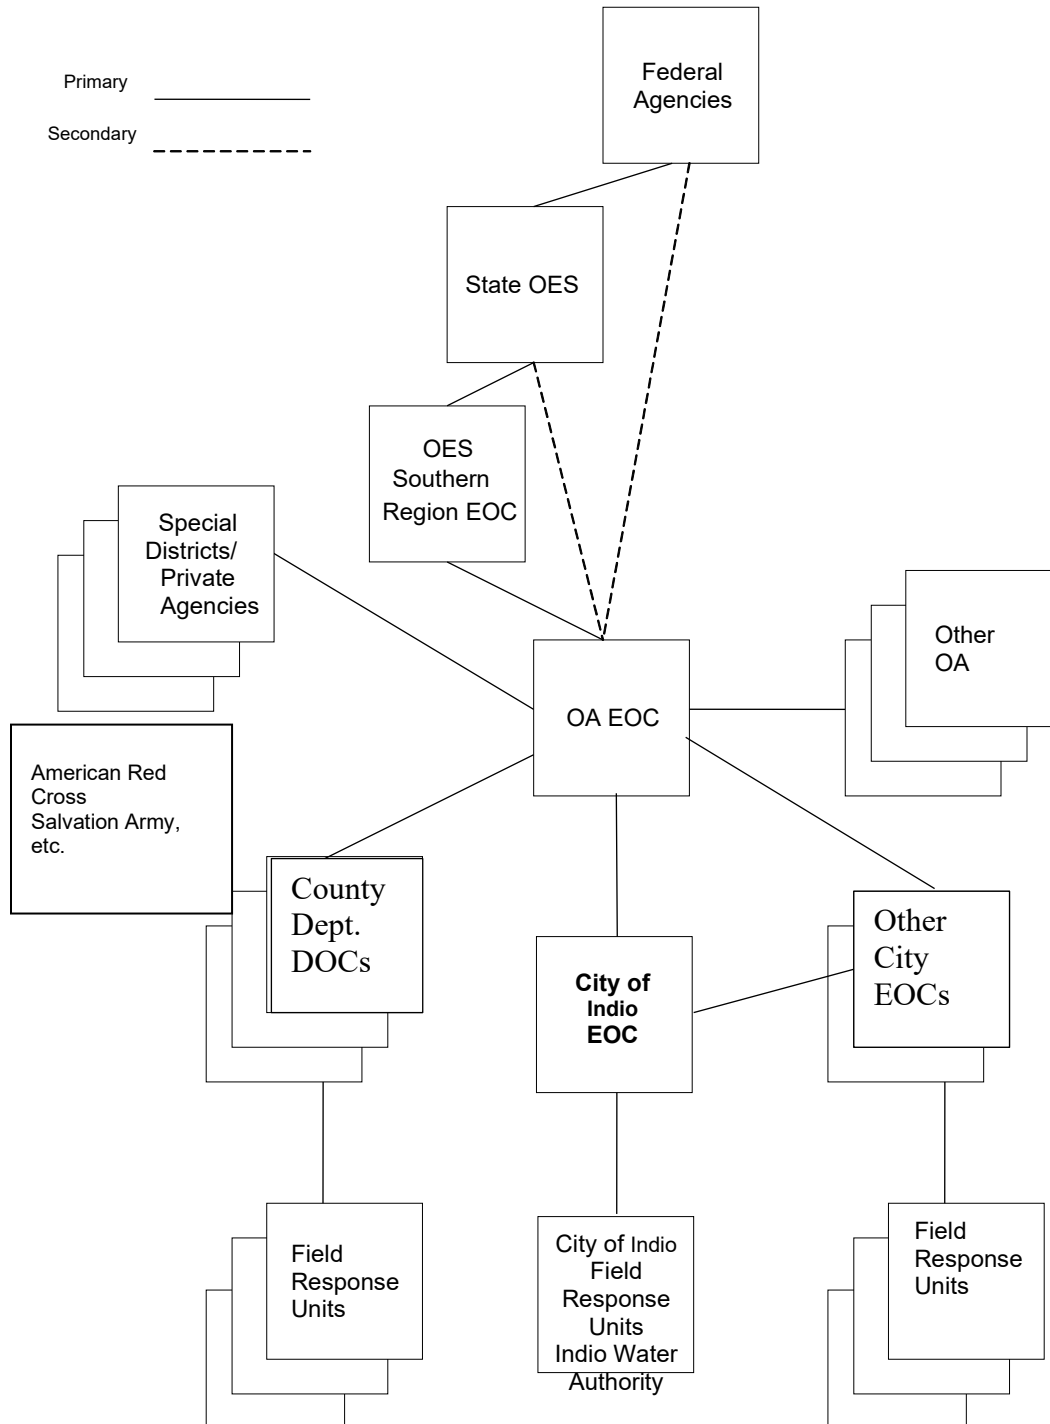 Primary
Secondary
Federal
Agencies
State OES
OES
Southern
Region EOC
Special
Districts/
Private
Agencies
Other
OA
OA EOC
American Red
Cross
Salvation Army,
etc.
County
Dept.
DOCs
City of
Indio
EOC
Other
City
EOCs
Field
Response
Units
City of Indio
Field
Response
Units
Indio Water
Authority
Field
Response
Units